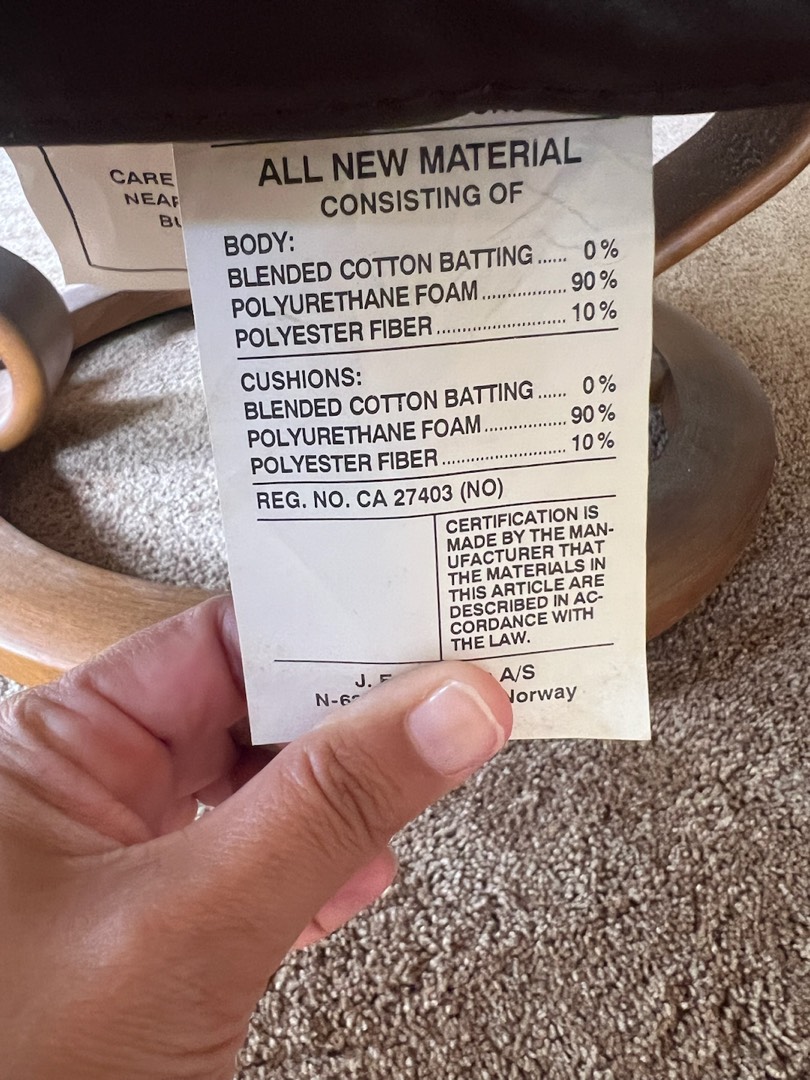 CARE
ALL NEW MATERIAL
CONSISTING OF
BODY:
BLENDED COTTON BATTING ...... 0%
POLYURETHANE FOAM ................. 90%
POLYESTER FIBER .......................... 10%
CUSHIONS:
BLENDED COTTON BATTING ...... 0%
POLYURETHANE FOAM ................. 90%
POLYESTER FIBER ......................... 10%
REG. NO. CA 27403 (NO)
CERTIFICATION IS
MADE BY THE MAN-
UFACTURER THAT
THE MATERIALS IN
THIS ARTICLE ARE
DESCRIBED IN AC-
CORDANCE WITH
THE LAW.
J. A/S
Norway